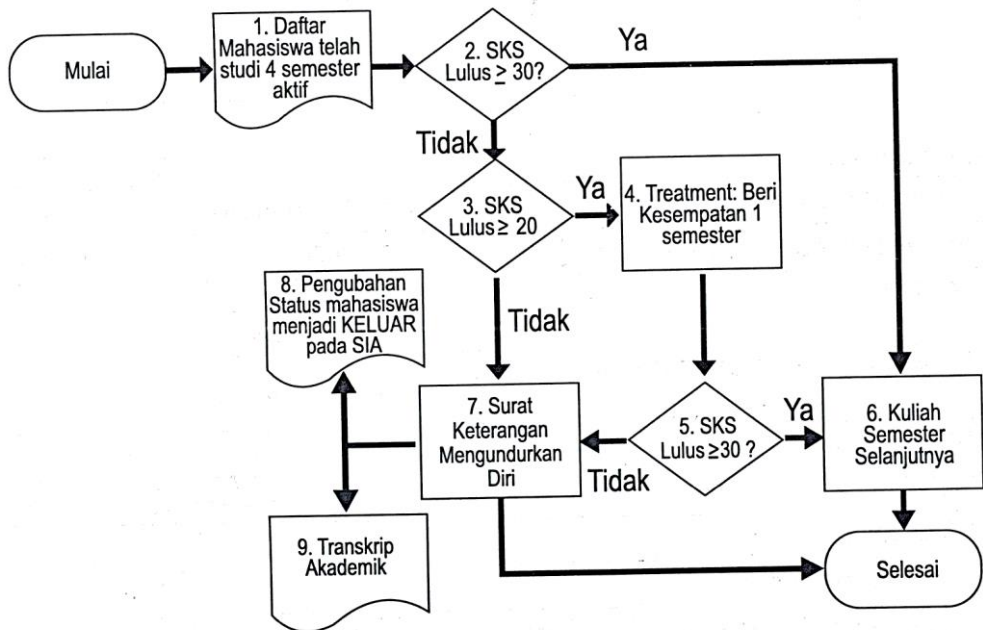 Mulai
1. Daftar
Mahasiswa telah
studi 4 semester
aktif
2. SKS
Lulus ≥ 30?
Ya
Tidak
3. SKS
Lulus ≥ 20
Ya
4. Treatment: Beri
Kesempatan 1
semester
8. Pengubahan
Status mahasiswa
menjadi KELUAR
pada SIA
Tidak
7. Surat
Keterangan
Mengundurkan
Diri
Tidak
5. SKS
Lulus ≥30 ?
Ya
6. Kuliah
Semester
Selanjutnya
9. Transkrip
Akademik
Selesai